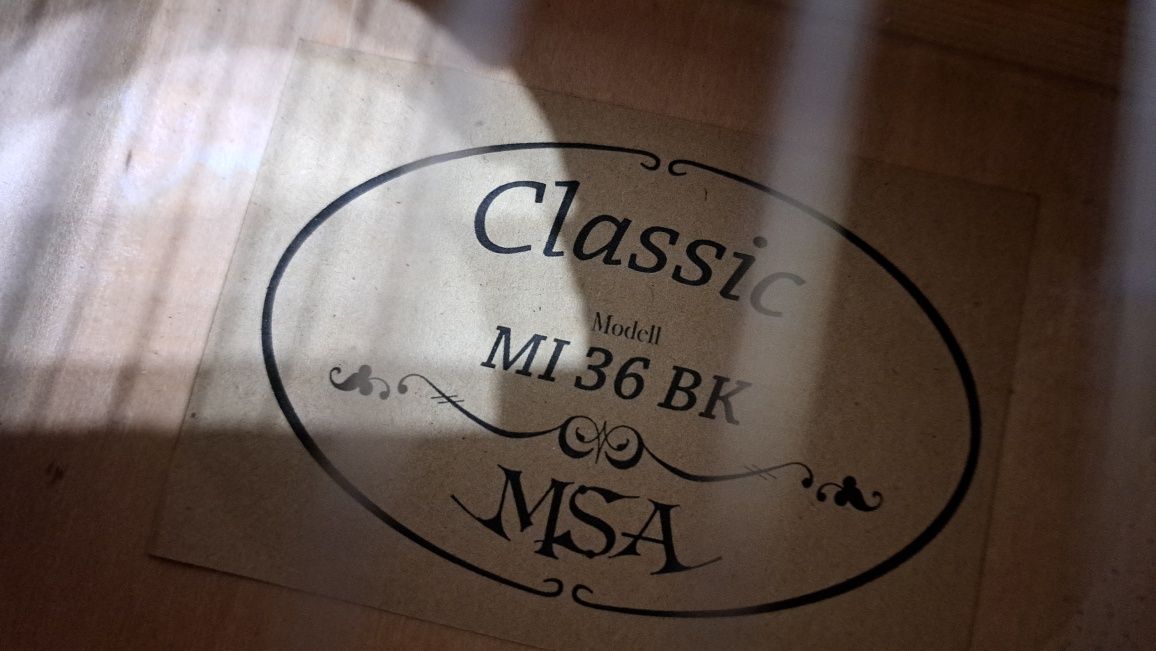 Classic
Modell
MI 36 BK
MSA